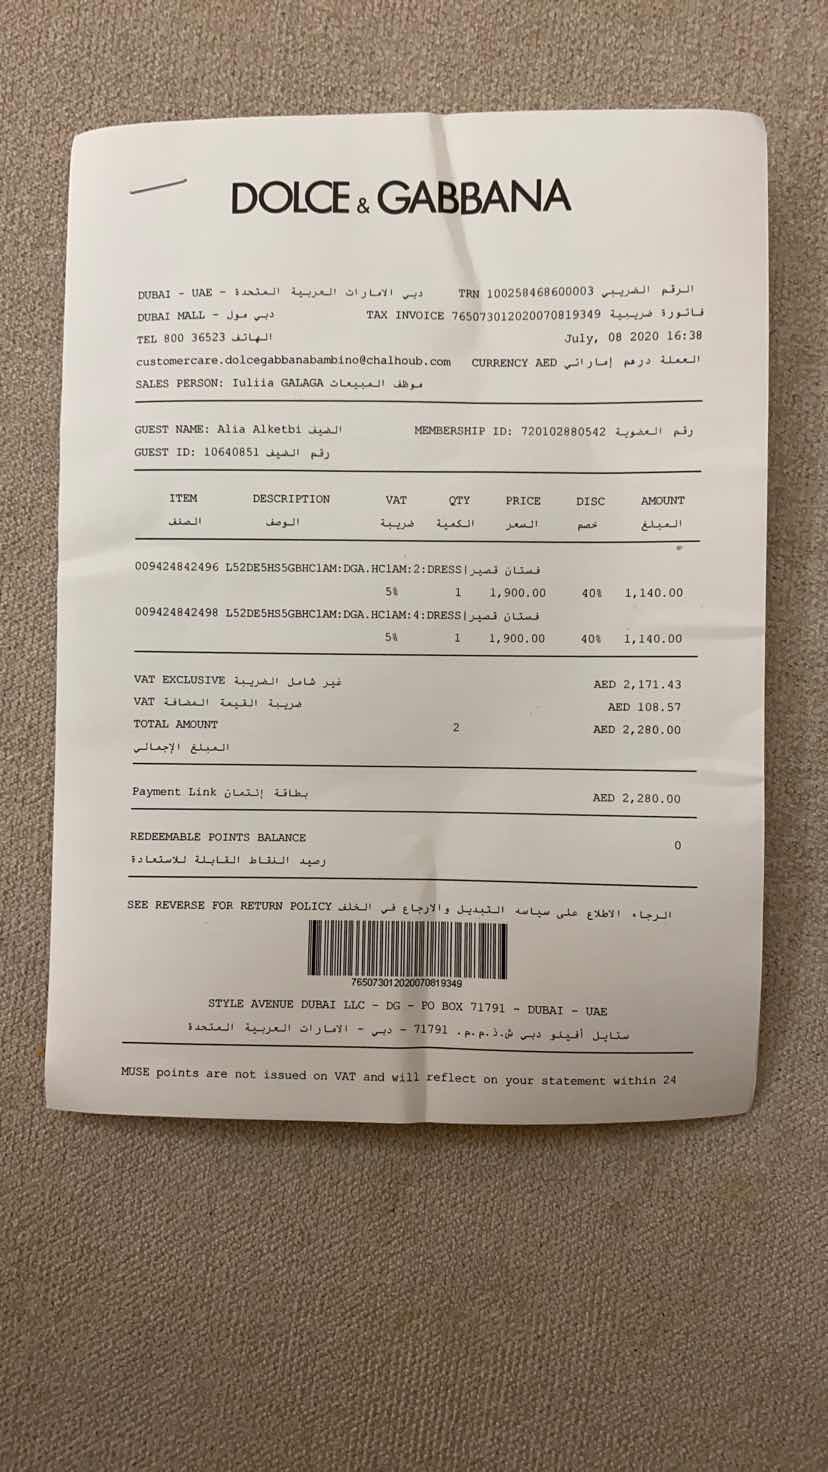 DOLCE & GABBANA
DUBAI - UAE - دبي الامارات العربية المتحدة TRN 100258468600003 الرقم الضريبي
DUBAI MALL - دبي مول TAX INVOICE 765073012020070819349 فاتورة ضريبية
TEL 800 36523 الهاتف July, 08 2020 16:38
customercare.dolcegabbanabambino@chalhoub.com CURRENCY AED العملة درهم إماراتي
SALES PERSON: Iuliia GALAGA موظف المبيعات
GUEST NAME: Alia Alketbi الضيف MEMBERSHIP ID: 720102880542 رقم العضوية
GUEST ID: 10640851 رقم الضيف
ITEM DESCRIPTION VAT QTY PRICE DISC AMOUNT
الصنف الوصف ضريبة الكمية السعر خصم المبلغ
009424842496 L52DE5HS5GBHC1AM:DGA.HC1AM:2:DRESS|فستان قصير
5% 1 1,900.00 40% 1,140.00
009424842498 L52DE5HS5GBHC1AM:DGA.HC1AM:4:DRESS|فستان قصير
5% 1 1,900.00 40% 1,140.00
VAT EXCLUSIVE غير شامل الضريبة AED 2,171.43
VAT ضريبة القيمة المضافة AED 108.57
TOTAL AMOUNT 2 AED 2,280.00
المبلغ الإجمالي
Payment Link بطاقة إئتمان AED 2,280.00
REDEEMABLE POINTS BALANCE 0
رصيد النقاط القابلة للاستعادة
SEE REVERSE FOR RETURN POLICY الرجاء الاطلاع على سياسه التبديل والارجاع في الخلف
765073012020070819349
STYLE AVENUE DUBAI LLC - DG - PO BOX 71791 - DUBAI - UAE
ستايل أفينلو دبي ش.ذ.م.م. 71791 - دبي - الامارات العربية المتحدة
MUSE points are not issued on VAT and will reflect on your statement within 24